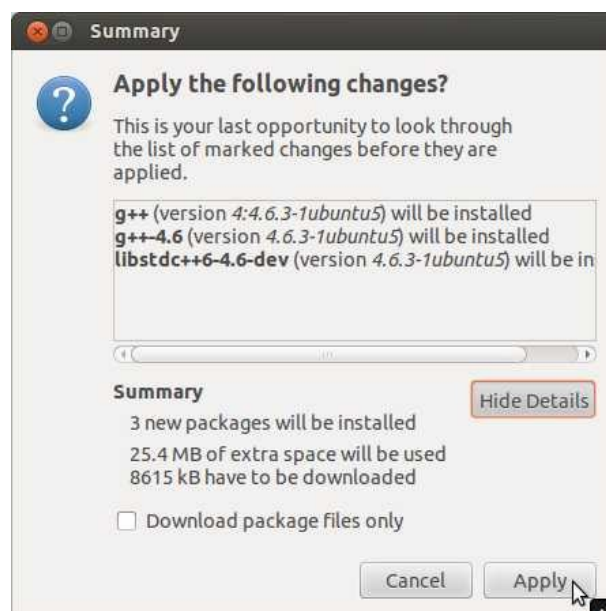 Summary
Apply the following changes?
This is your last opportunity to look through
the list of marked changes before they are
applied.
g++ (version 4:4.6.3-1ubuntu5) will be installed
g++-4.6 (version 4.6.3-1ubuntu5) will be installed
libstdc++6-4.6-dev (version 4.6.3-1ubuntu5) will be in
Summary
Hide Details
3 new packages will be installed
25.4 MB of extra space will be used
8615 kB have to be downloaded
Download package files only
Cancel
Apply